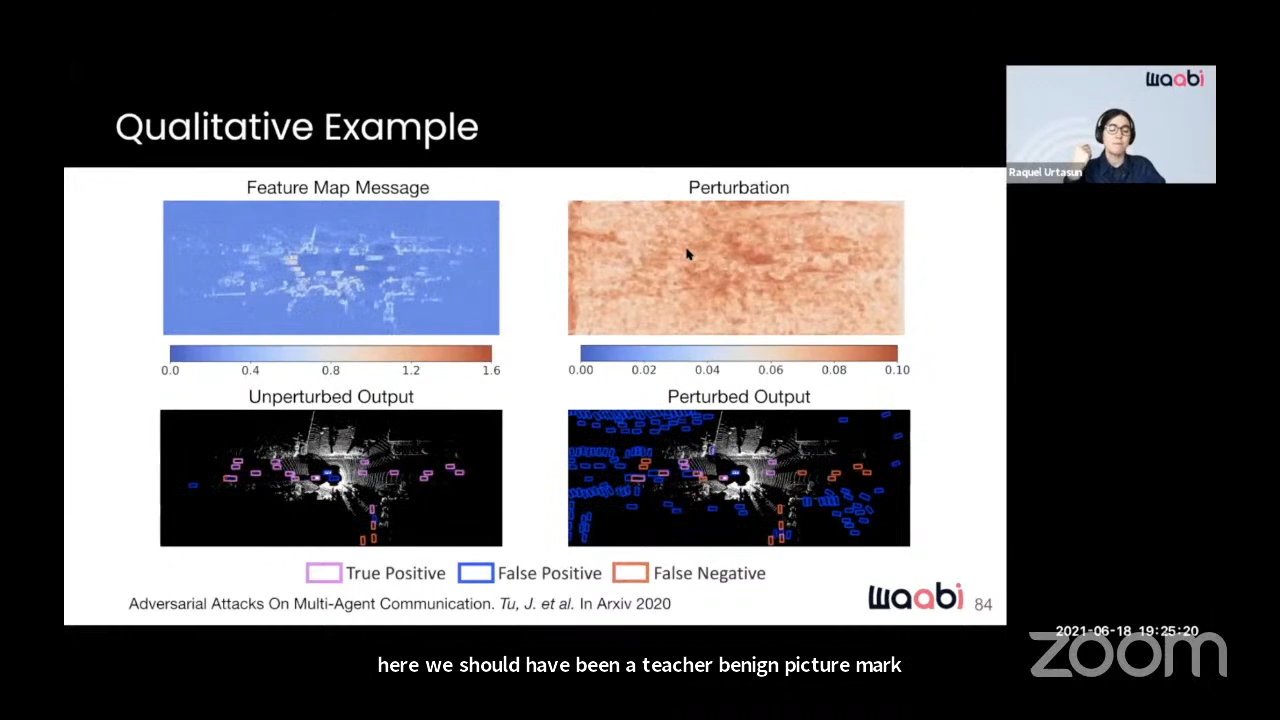 waabi
Raquel Urtasun
Qualitative Example
Feature Map Message
Perturbation
0.0 0.4 0.8 1.2 1.6
0.00 0.02 0.04 0.06 0.08 0.10
Unperturbed Output
Perturbed Output
True Positive False Positive False Negative
Adversarial Attacks On Multi-Agent Communication. Tu, J. et al. In Arxiv 2020
waabi 84
2021-06-18 19:25:20
zoom
here we should have been a teacher benign picture mark